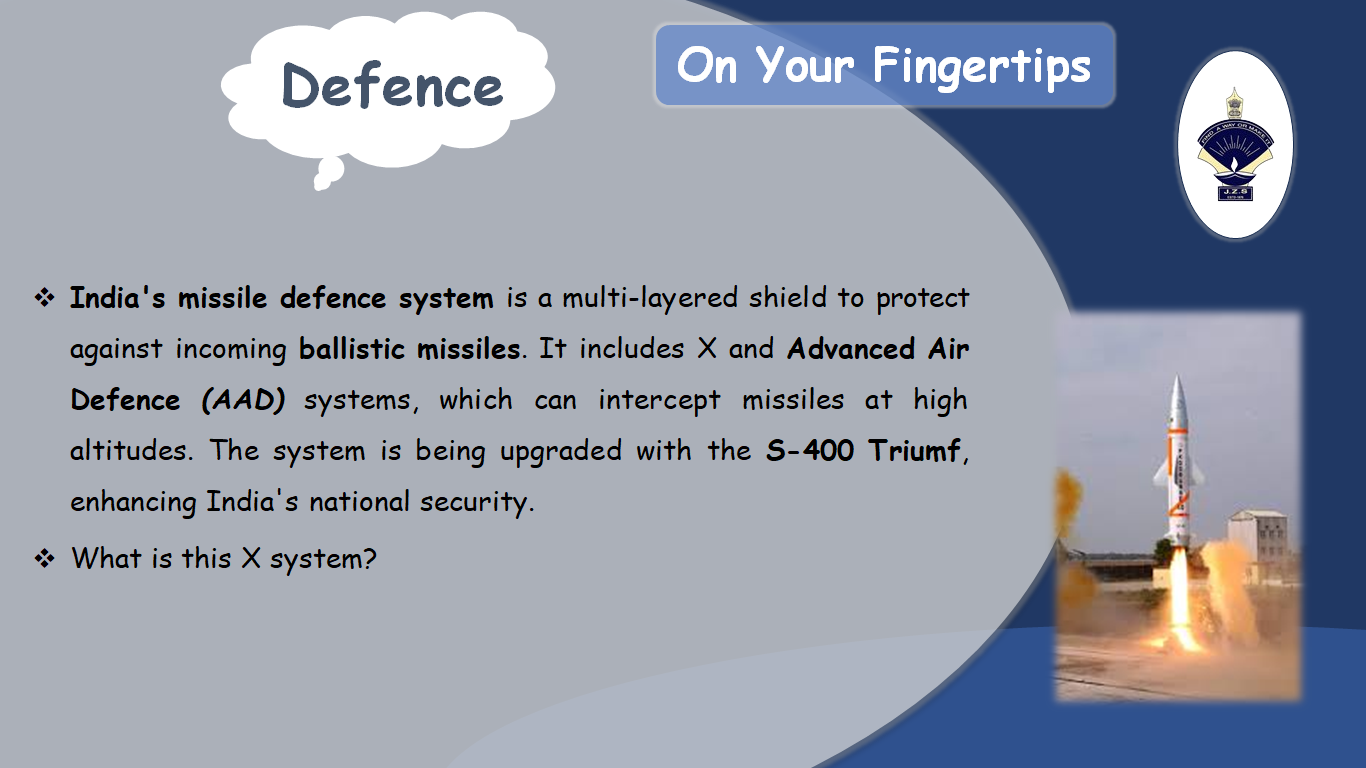 Defence
On Your Fingertips
FIND A WAY OR MAKE IT
J.Z.S
❖ India's missile defence system is a multi-layered shield to protect
against incoming ballistic missiles. It includes X and Advanced Air
Defence (AAD) systems, which can intercept missiles at high
altitudes. The system is being upgraded with the S-400 Triumf,
enhancing India's national security.
❖ What is this X system?